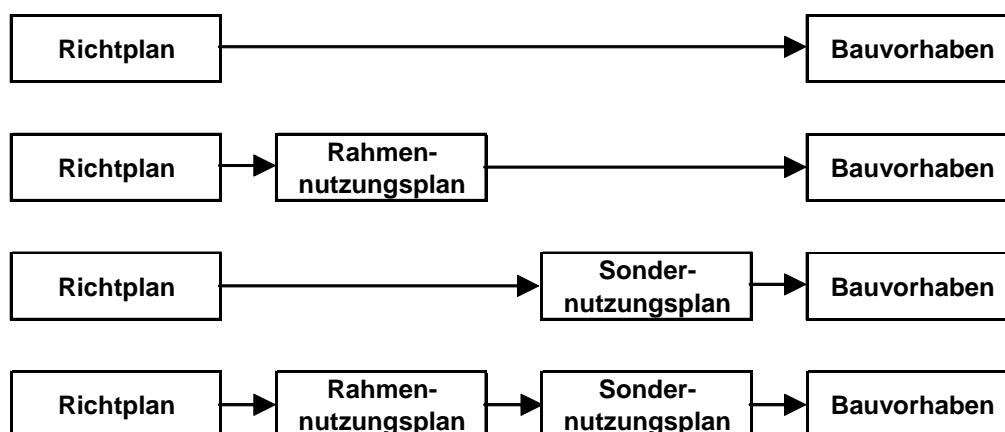 Richtplan
Bauvorhaben
Richtplan
Rahmen-
nutzungsplan
Bauvorhaben
Richtplan
Sonder-
nutzungsplan
Bauvorhaben
Richtplan
Rahmen-
nutzungsplan
Sonder-
nutzungsplan
Bauvorhaben